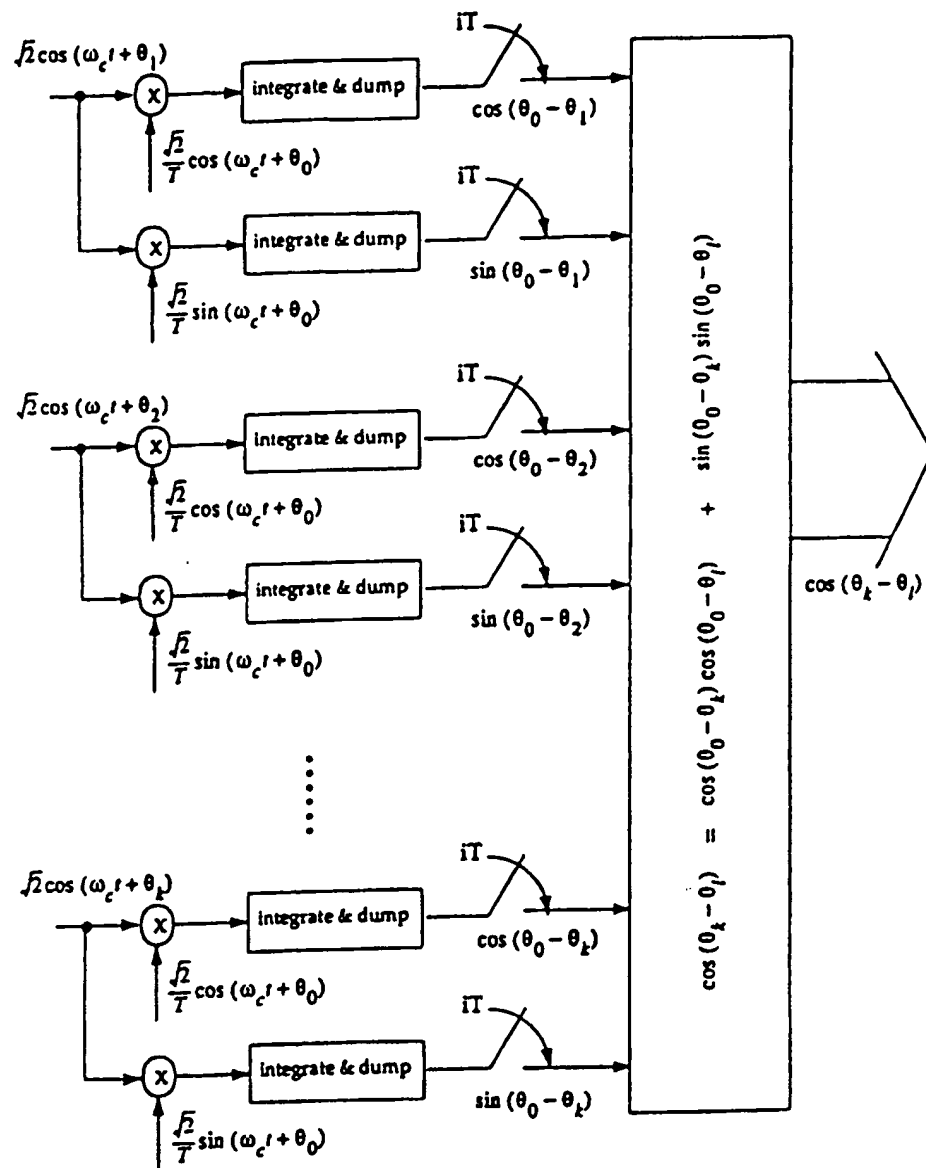 iT
√2 cos (ω_c t + θ_1)
X
integrate & dump
cos (θ_0 − θ_1)
√2/T cos (ω_c t + θ_0)
iT
X
integrate & dump
sin (θ_0 − θ_1)
√2/T sin (ω_c t + θ_0)
iT
√2 cos (ω_c t + θ_2)
X
integrate & dump
cos (θ_0 − θ_2)
√2/T cos (ω_c t + θ_0)
iT
X
integrate & dump
sin (θ_0 − θ_2)
√2/T sin (ω_c t + θ_0)
iT
√2 cos (ω_c t + θ_k)
X
integrate & dump
cos (θ_0 − θ_k)
√2/T cos (ω_c t + θ_0)
iT
X
integrate & dump
sin (θ_0 − θ_k)
√2/T sin (ω_c t + θ_0)
cos (θ_k − θ_l) = cos (θ_0 − θ_k) cos (θ_0 − θ_l) + sin (θ_0 − θ_k) sin (θ_0 − θ_l)
cos (θ_k − θ_l)